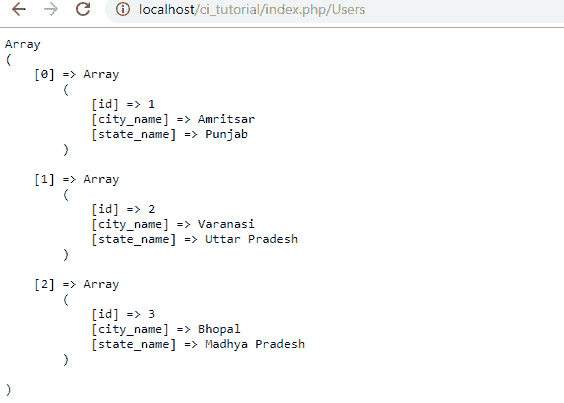 localhost/ci_tutorial/index.php/Users
Array
(
    [0] => Array
        (
            [id] => 1
            [city_name] => Amritsar
            [state_name] => Punjab
        )

    [1] => Array
        (
            [id] => 2
            [city_name] => Varanasi
            [state_name] => Uttar Pradesh
        )

    [2] => Array
        (
            [id] => 3
            [city_name] => Bhopal
            [state_name] => Madhya Pradesh
        )

)